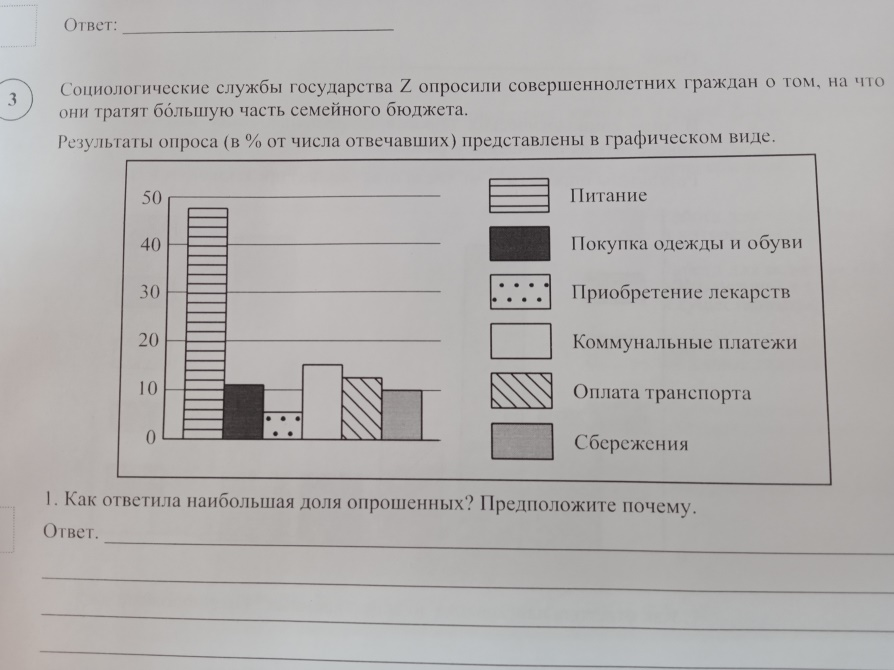 Ответ:
3
Социологические службы государства Z опросили совершеннолетних граждан о том, на что
они тратят бо́льшую часть семейного бюджета.
Результаты опроса (в % от числа отвечавших) представлены в графическом виде.
50
40
30
20
10
0
Питание
Покупка одежды и обуви
Приобретение лекарств
Коммунальные платежи
Оплата транспорта
Сбережения
1. Как ответила наибольшая доля опрошенных? Предположите почему.
Ответ.